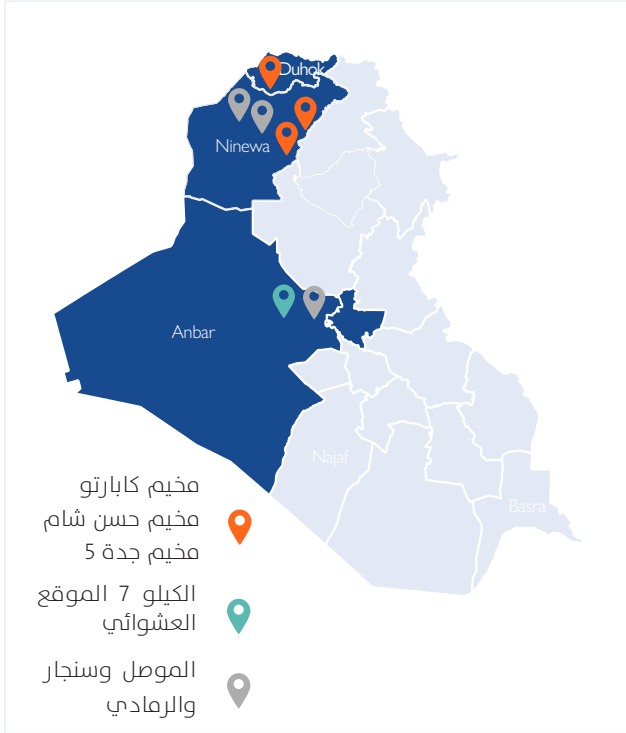 Duhok
Ninewa
Anbar
Najaf
Basra
مخيم كابارتو
مخيم حسن شام
مخيم جدة 5
الكيلو 7 الموقع
العشوائي
الموصل وسنجار
والرمادي